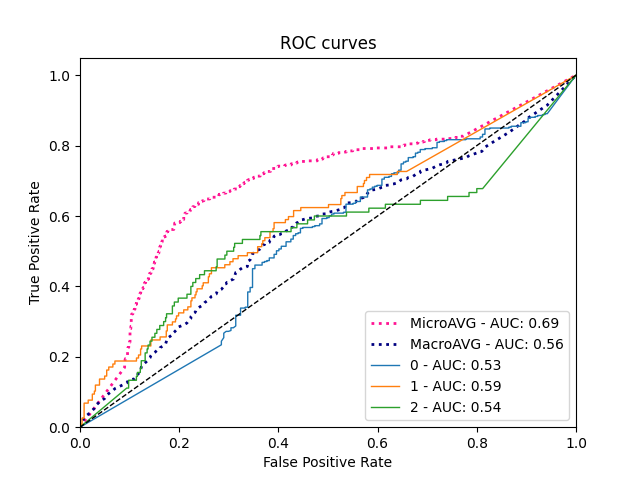 ROC curves
True Positive Rate
1.0
0.8
0.6
0.4
0.2
0.0
MicroAVG - AUC: 0.69
MacroAVG - AUC: 0.56
0 - AUC: 0.53
1 - AUC: 0.59
2 - AUC: 0.54
0.0 0.2 0.4 0.6 0.8 1.0
False Positive Rate